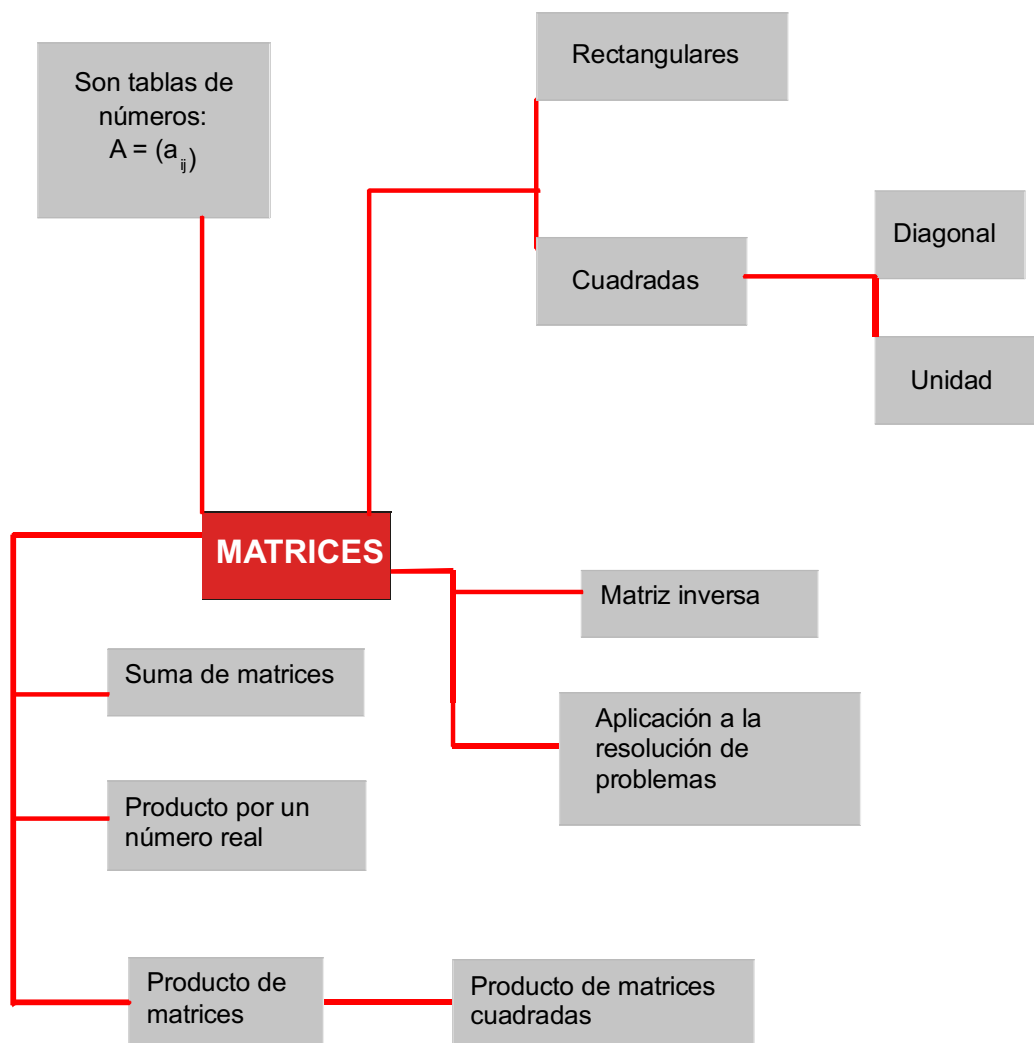 Son tablas de
números:
A = (a ij)
Rectangulares
Cuadradas
Diagonal
Unidad
MATRICES
Matriz inversa
Aplicación a la
resolución de
problemas
Suma de matrices
Producto por un
número real
Producto de
matrices
Producto de matrices
cuadradas